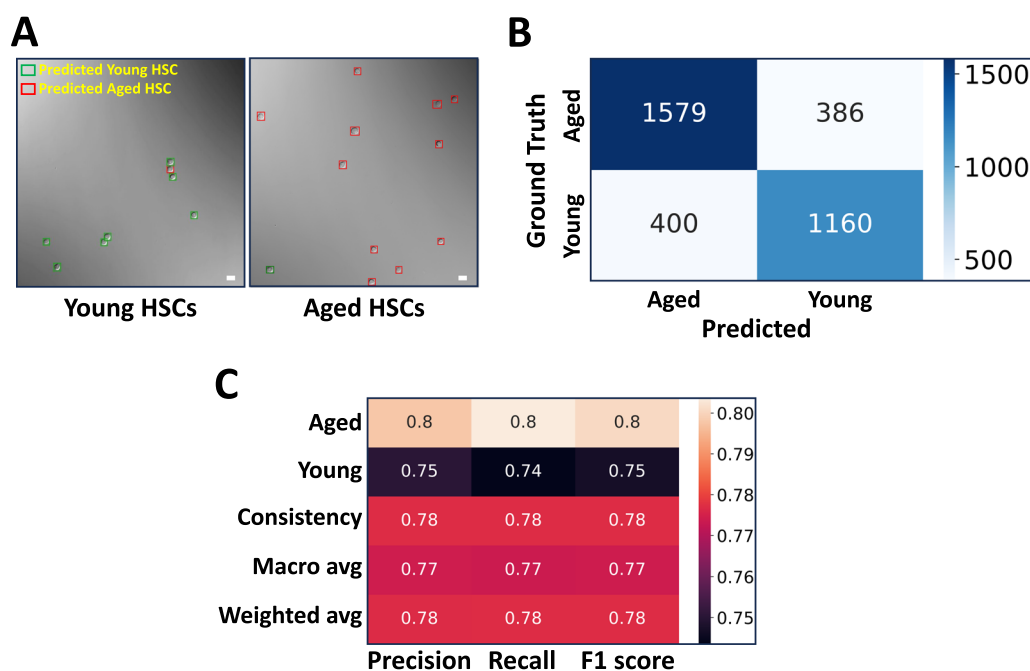 A
Predicted Young HSC
Predicted Aged HSC
Young HSCs
Aged HSCs
B
Ground Truth
Aged
Young
1579
386
400
1160
Aged
Young
Predicted
1500
1000
500
C
Aged
0.8
0.8
0.8
Young
0.75
0.74
0.75
Consistency
0.78
0.78
0.78
Macro avg
0.77
0.77
0.77
Weighted avg
0.78
0.78
0.78
Precision
Recall
F1 score
0.80
0.79
0.78
0.77
0.76
0.75